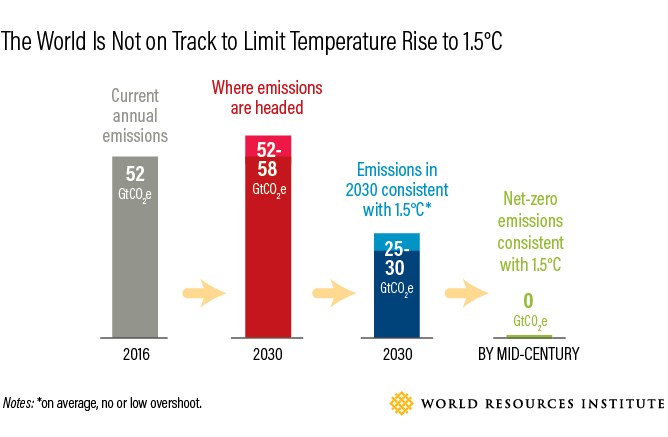 The World Is Not on Track to Limit Temperature Rise to 1.5°C
Current
annual
emissions
52
GtCO₂e
2016
Where emissions
are headed
52-
58
GtCO₂e
2030
Emissions in
2030 consistent
with 1.5°C*
25-
30
GtCO₂e
2030
Net-zero
emissions
consistent
with 1.5°C
0
GtCO₂e
BY MID-CENTURY
Notes: *on average, no or low overshoot.
WORLD RESOURCES INSTITUTE